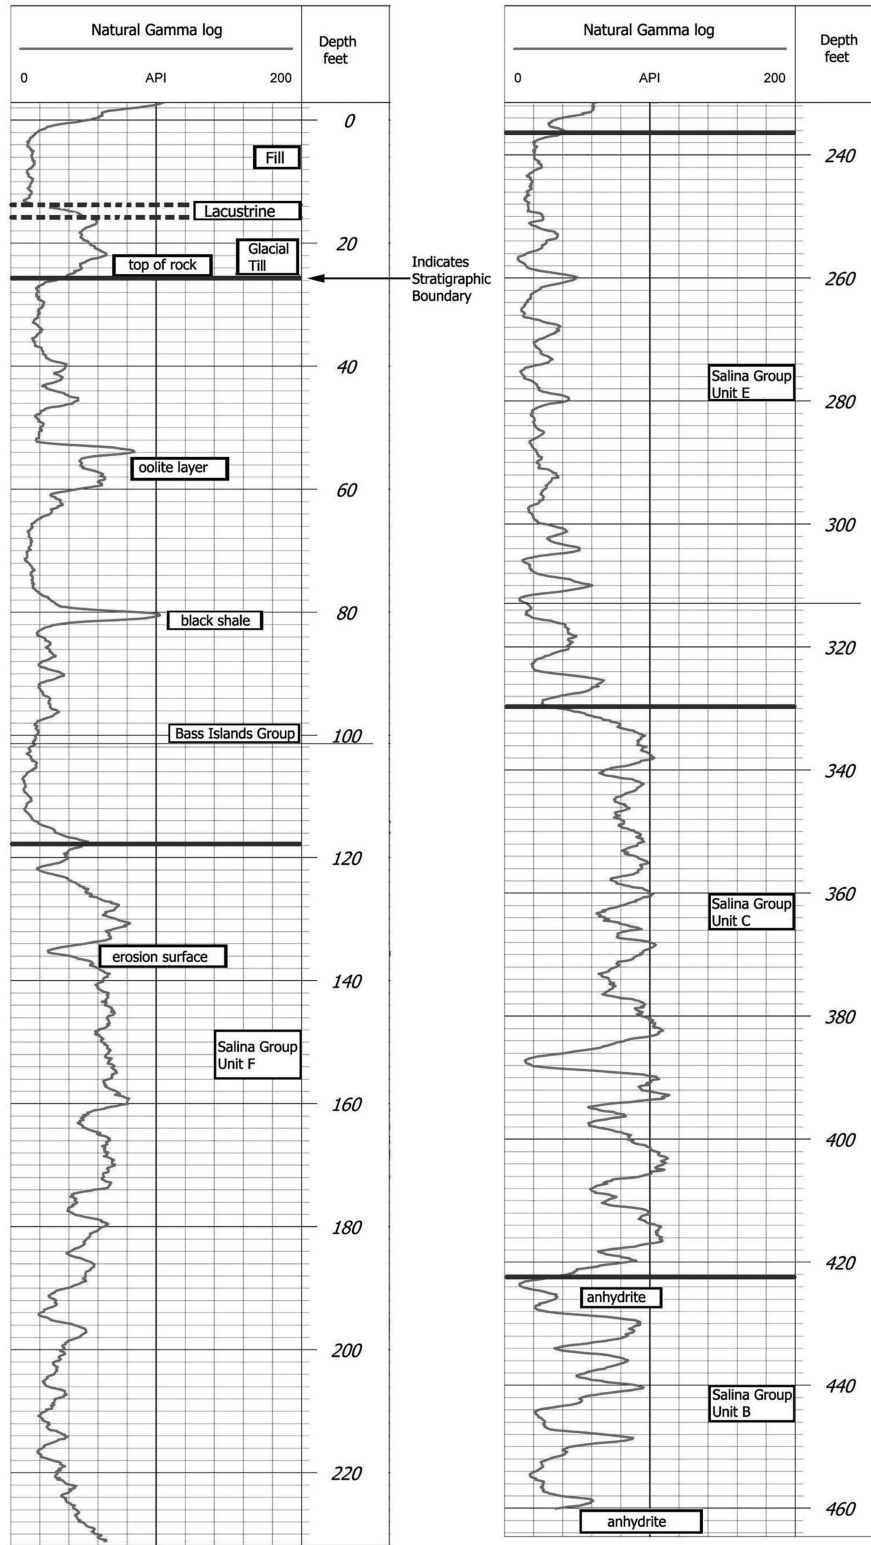 Natural Gamma log
Depth
feet
0 API 200
0
Fill
Lacustrine
20
Glacial
Till
top of rock
Indicates
Stratigraphic
Boundary
40
oolite layer
60
80
black shale
Bass Islands Group
100
120
erosion surface
140
Salina Group
Unit F
160
180
200
220
Natural Gamma log
Depth
feet
0 API 200
240
260
Salina Group
Unit E
280
300
320
340
360
Salina Group
Unit C
380
400
420
anhydrite
440
Salina Group
Unit B
460
anhydrite